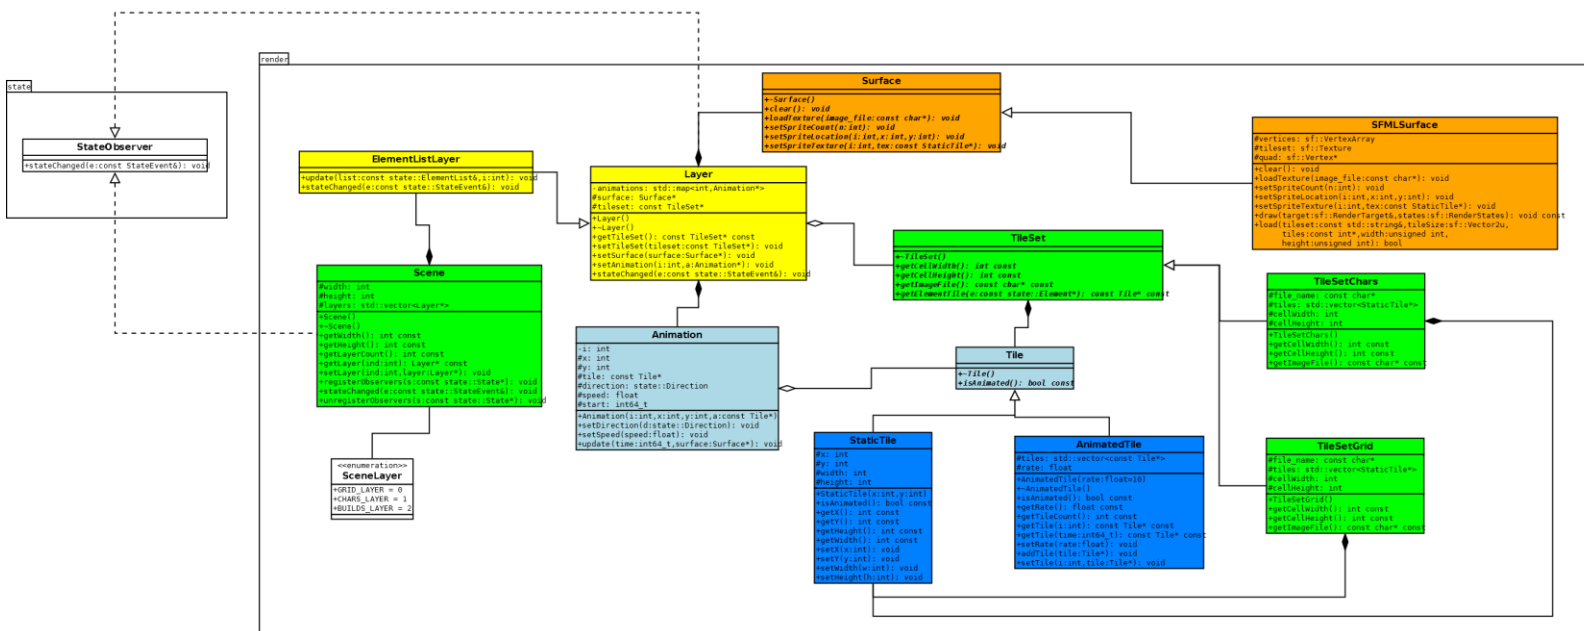 render
state
StateObserver
+stateChanged(e:const StateEvent&): void
ElementListLayer
+update(list:const state::ElementList&,i:int): void
+stateChanged(e:const state::StateEvent&): void
Scene
#width: int
#height: int
#layers: std::vector<Layer*>
+Scene()
+~Scene()
+getWidth(): int const
+getHeight(): int const
+getLayerCount(): int const
+getLayer(ind:int): Layer* const
+setLayer(ind:int,layer:Layer*): void
+registerObservers(s:const state::State*): void
+stateChanged(e:const state::StateEvent&): void
+unregisterObservers(s:const state::State*): void
<<enumeration>>
SceneLayer
+GRID_LAYER = 0
+CHARS_LAYER = 1
+BUILDS_LAYER = 2
Surface
+~Surface()
+clear(): void
+loadTexture(image_file:const char*): void
+setSpriteCount(n:int): void
+setSpriteLocation(i:int,x:int,y:int): void
+setSpriteTexture(i:int,tex:const StaticTile*): void
Layer
-animations: std::map<int,Animation*>
#surface: Surface*
#tileset: const TileSet*
+Layer()
+~Layer()
+getTileSet(): const TileSet* const
+setTileSet(tileset:const TileSet*): void
+setSurface(surface:Surface*): void
+setAnimation(i:int,a:Animation*): void
+stateChanged(e:const state::StateEvent&): void
Animation
-i: int
#x: int
#y: int
#tile: const Tile*
#direction: state::Direction
#speed: float
#start: int64_t
+Animation(i:int,x:int,y:int,a:const Tile*)
+setDirection(d:state::Direction): void
+setSpeed(speed:float): void
+update(time:int64_t,surface:Surface*): void
TileSet
+~TileSet()
+getCellWidth(): int const
+getCellHeight(): int const
+getImageFile(): const char* const
+getElementTile(e:const state::Element*): const Tile* const
Tile
+~Tile()
+isAnimated(): bool const
StaticTile
#x: int
#y: int
#width: int
#height: int
+StaticTile(x:int,y:int)
+isAnimated(): bool const
+getX(): int const
+getY(): int const
+getHeight(): int const
+getWidth(): int const
+setX(x:int): void
+setY(y:int): void
+setWidth(w:int): void
+setHeight(h:int): void
AnimatedTile
#tiles: std::vector<const Tile*>
#rate: float
+AnimatedTile(rate:float=10)
+~AnimatedTile()
+isAnimated(): bool const
+getRate(): float const
+getTileCount(): int const
+getTile(i:int): const Tile* const
+getTile(time:int64_t): const Tile* const
+setRate(rate:float): void
+addTile(tile:Tile*): void
+setTile(i:int,tile:Tile*): void
SFMLSurface
#vertices: sf::VertexArray
#tileset: sf::Texture
#quad: sf::Vertex*
+clear(): void
+loadTexture(image_file:const char*): void
+setSpriteCount(n:int): void
+setSpriteLocation(i:int,x:int,y:int): void
+setSpriteTexture(i:int,tex:const StaticTile*): void
+draw(target:sf::RenderTarget&,states:sf::RenderStates): void const
+load(tileset:const std::string&,tileSize:sf::Vector2u,
tiles:const int*,width:unsigned int,
height:unsigned int): bool
TileSetChars
#file_name: const char*
#tiles: std::vector<StaticTile*>
#cellWidth: int
#cellHeight: int
+TileSetChars()
+getCellWidth(): int const
+getCellHeight(): int const
+getImageFile(): const char* const
TileSetGrid
#file_name: const char*
#tiles: std::vector<StaticTile*>
#cellWidth: int
#cellHeight: int
+TileSetGrid()
+getCellWidth(): int const
+getCellHeight(): int const
+getImageFile(): const char* const